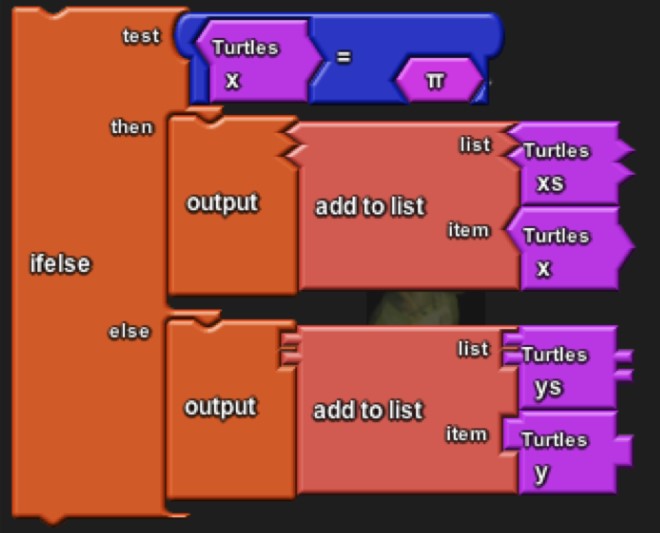 test
Turtles
x
=
π
then
output
add to list
list
Turtles
xs
item
Turtles
x
ifelse
else
output
add to list
list
Turtles
ys
item
Turtles
y